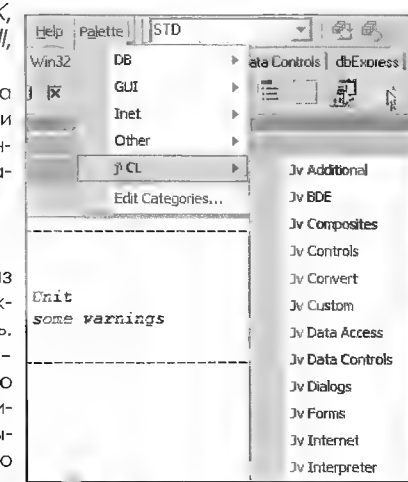 Help Palette STD
Win32
ata Controls dbExpress
DB
GUI
Inet
Other
Edit Categories...
Jv Additional
Jv BDE
Jv Composites
Jv Controls
Jv Convert
Jv Custom
Jv Data Access
Jv Data Controls
Jv Dialogs
Jv Forms
Jv Internet
Jv Interpreter
Unit
some warnings